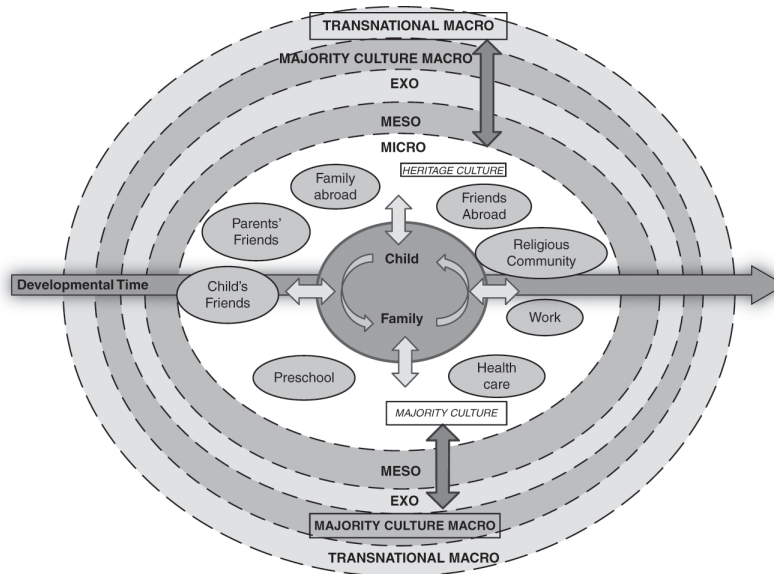 TRANSNATIONAL MACRO
MAJORITY CULTURE MACRO
EXO
MESO
MICRO
HERITAGE CULTURE
Family
abroad
Friends
Abroad
Parents'
Friends
Religious
Community
Child
Developmental Time
Child's
Friends
Family
Work
Preschool
Health
care
MAJORITY CULTURE
MESO
EXO
MAJORITY CULTURE MACRO
TRANSNATIONAL MACRO